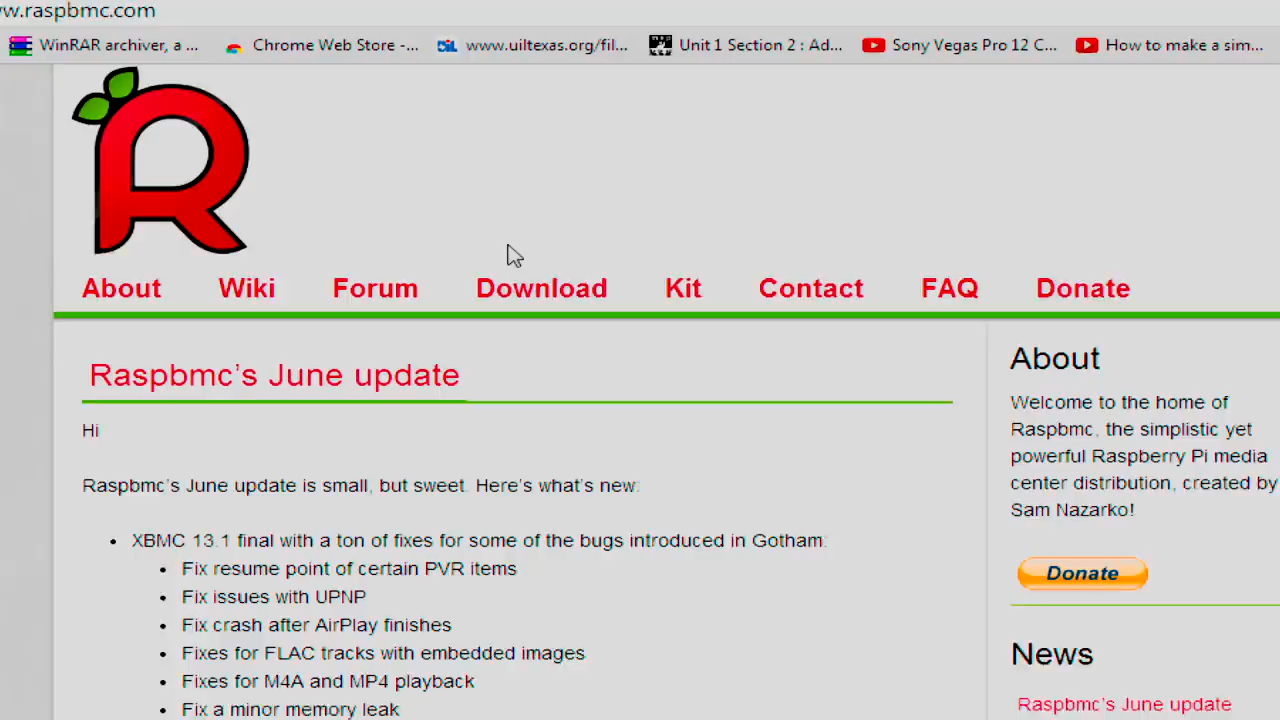 w.raspbmc.com
WinRAR archiver, a ... Chrome Web Store -... www.uiltexas.org/fil... Unit 1 Section 2 : Ad... Sony Vegas Pro 12 C... How to make a sim...
R
About Wiki Forum Download Kit Contact FAQ Donate
Raspbmc's June update
Hi
Raspbmc's June update is small, but sweet. Here's what's new:
XBMC 13.1 final with a ton of fixes for some of the bugs introduced in Gotham:
Fix resume point of certain PVR items
Fix issues with UPNP
Fix crash after AirPlay finishes
Fixes for FLAC tracks with embedded images
Fixes for M4A and MP4 playback
Fix a minor memory leak
About
Welcome to the home of
Raspbmc, the simplistic yet
powerful Raspberry Pi media
center distribution, created by
Sam Nazarko!
Donate
News
Raspbmc's June update